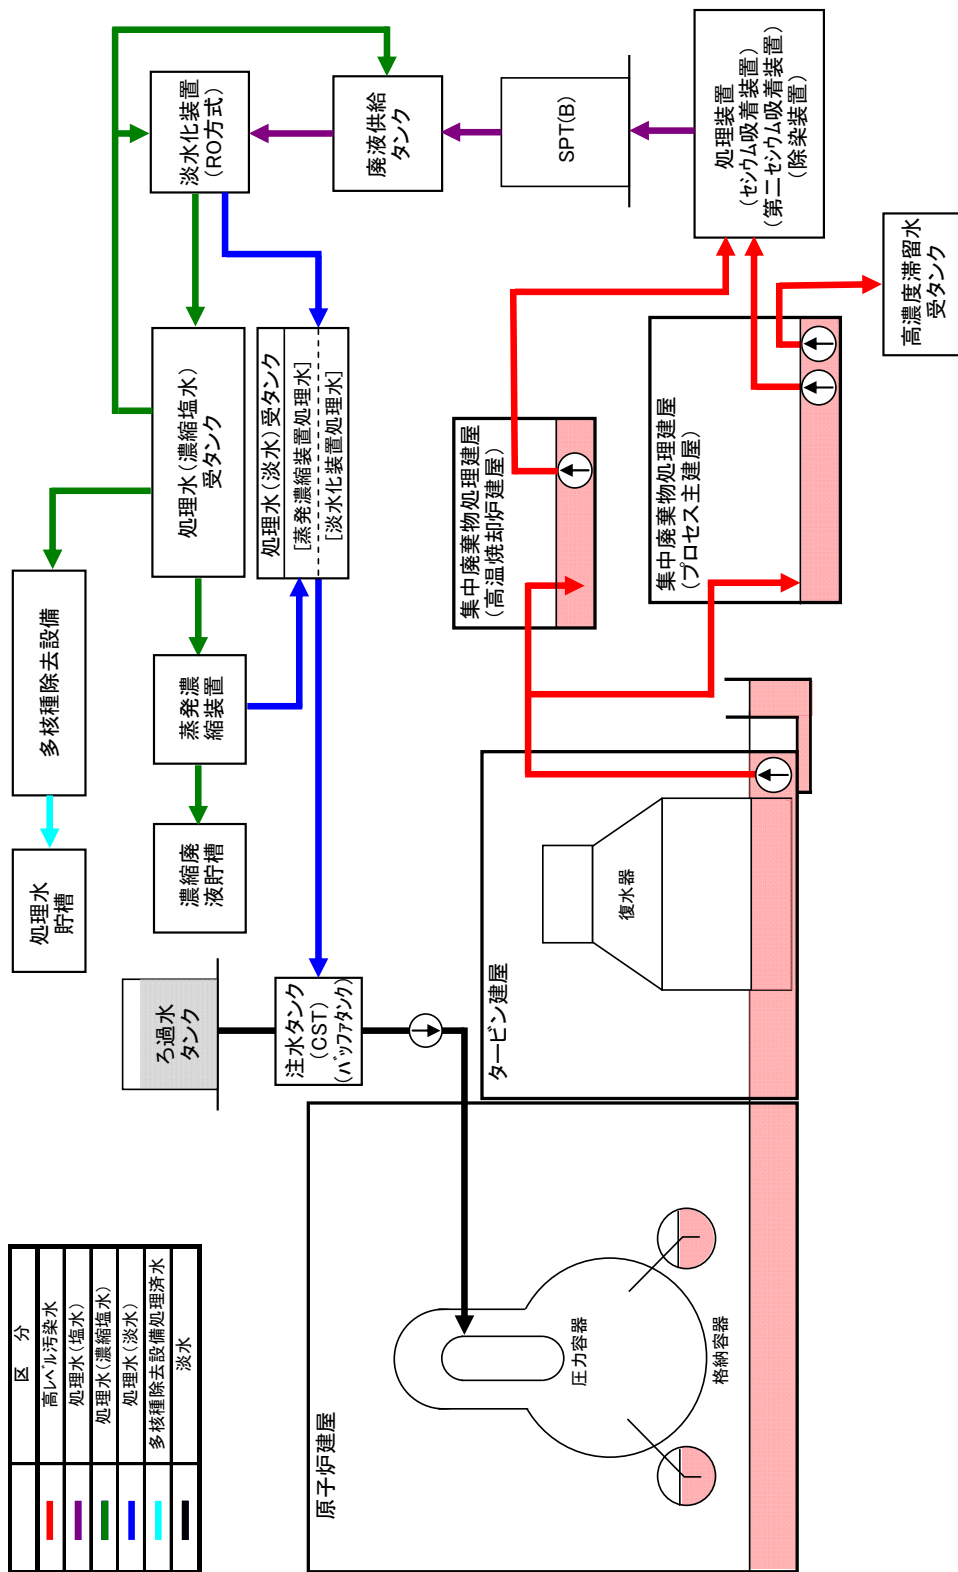 区　分
高レベル汚染水
処理水(塩水)
処理水(濃縮塩水)
処理水(淡水)
多核種除去設備処理済水
淡水
処理水
貯槽
多核種除去設備
濃縮廃
液貯槽
蒸発濃
縮装置
処理水(濃縮塩水)
受タンク
淡水化装置
(RO方式)
ろ過水
タンク
注水タンク
(CST)
(バッファタンク)
処理水(淡水)受タンク
[蒸発濃縮装置処理水]
[淡水化装置処理水]
廃液供給
タンク
SPT(B)
処理装置
(セシウム吸着装置)
(第二セシウム吸着装置)
(除染装置)
高濃度滞留水
受タンク
集中廃棄物処理建屋
(高温焼却炉建屋)
集中廃棄物処理建屋
(プロセス主建屋)
タービン建屋
復水器
原子炉建屋
圧力容器
格納容器